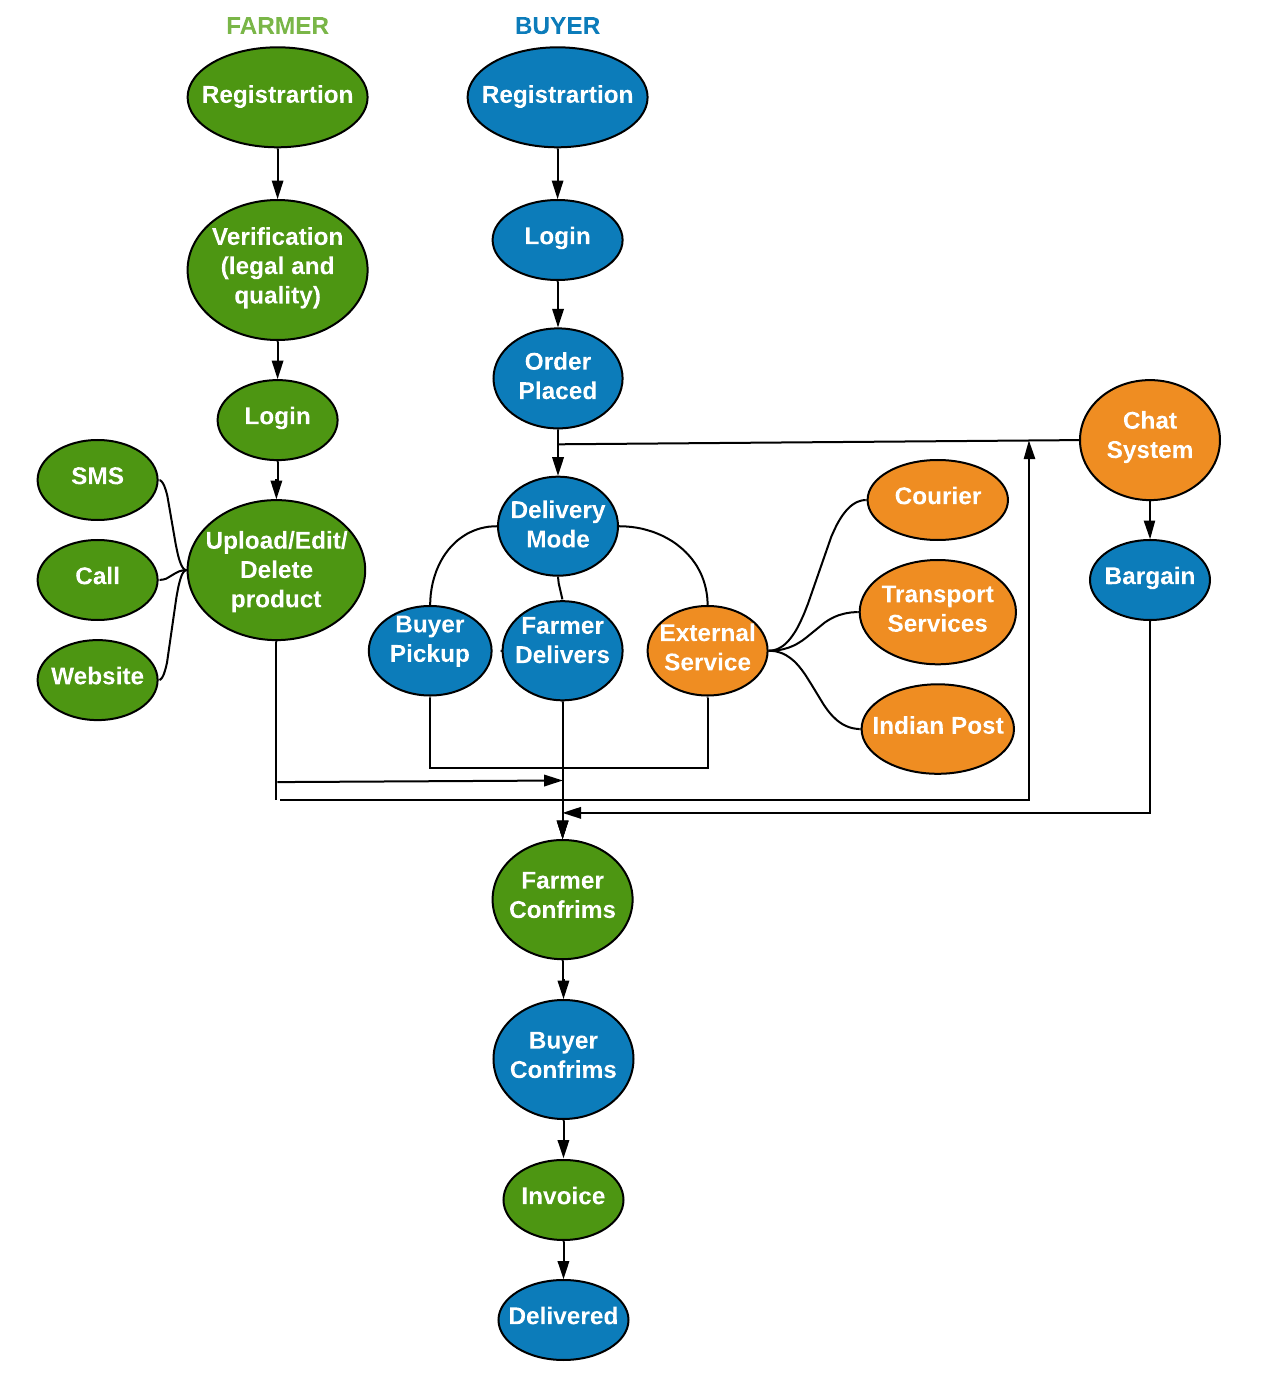 FARMER
BUYER
Registrartion
Registrartion
Verification
(legal and
quality)
Login
Order
Placed
Login
Chat
System
SMS
Call
Website
Upload/Edit/
Delete
product
Delivery
Mode
Courier
Transport
Services
Indian Post
Bargain
Buyer
Pickup
Farmer
Delivers
External
Service
Farmer
Confrims
Buyer
Confrims
Invoice
Delivered